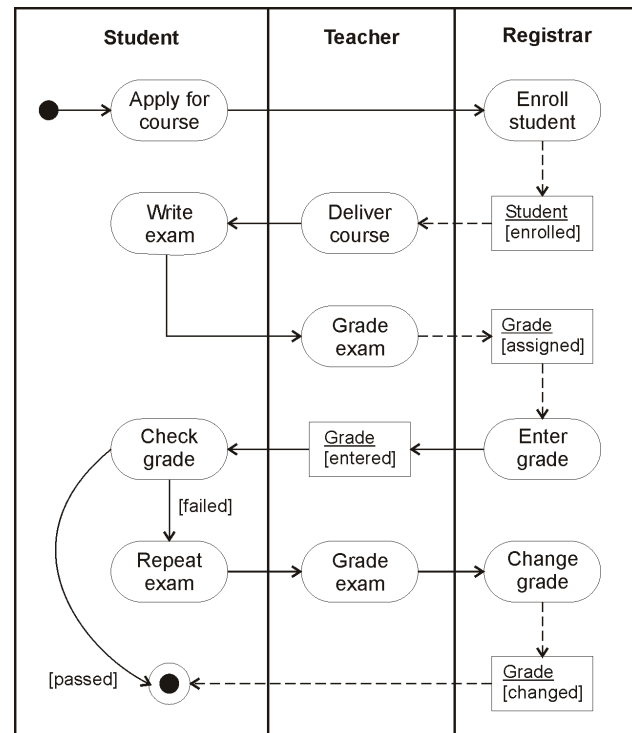 Student
Teacher
Registrar
Apply for
course
Enroll
student
Write
exam
Deliver
course
Student
[enrolled]
Grade
exam
Grade
[assigned]
Check
grade
Grade
[entered]
Enter
grade
[failed]
Repeat
exam
Grade
exam
Change
grade
[passed]
Grade
[changed]